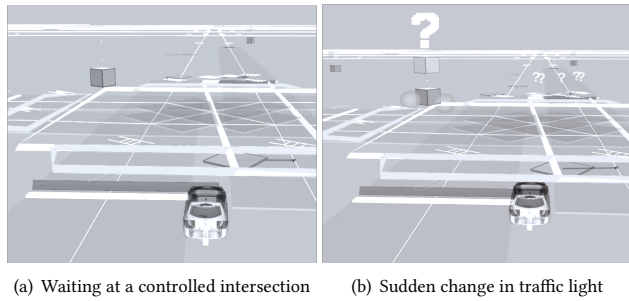 ?
?? ? ??
(a) Waiting at a controlled intersection
(b) Sudden change in traffic light